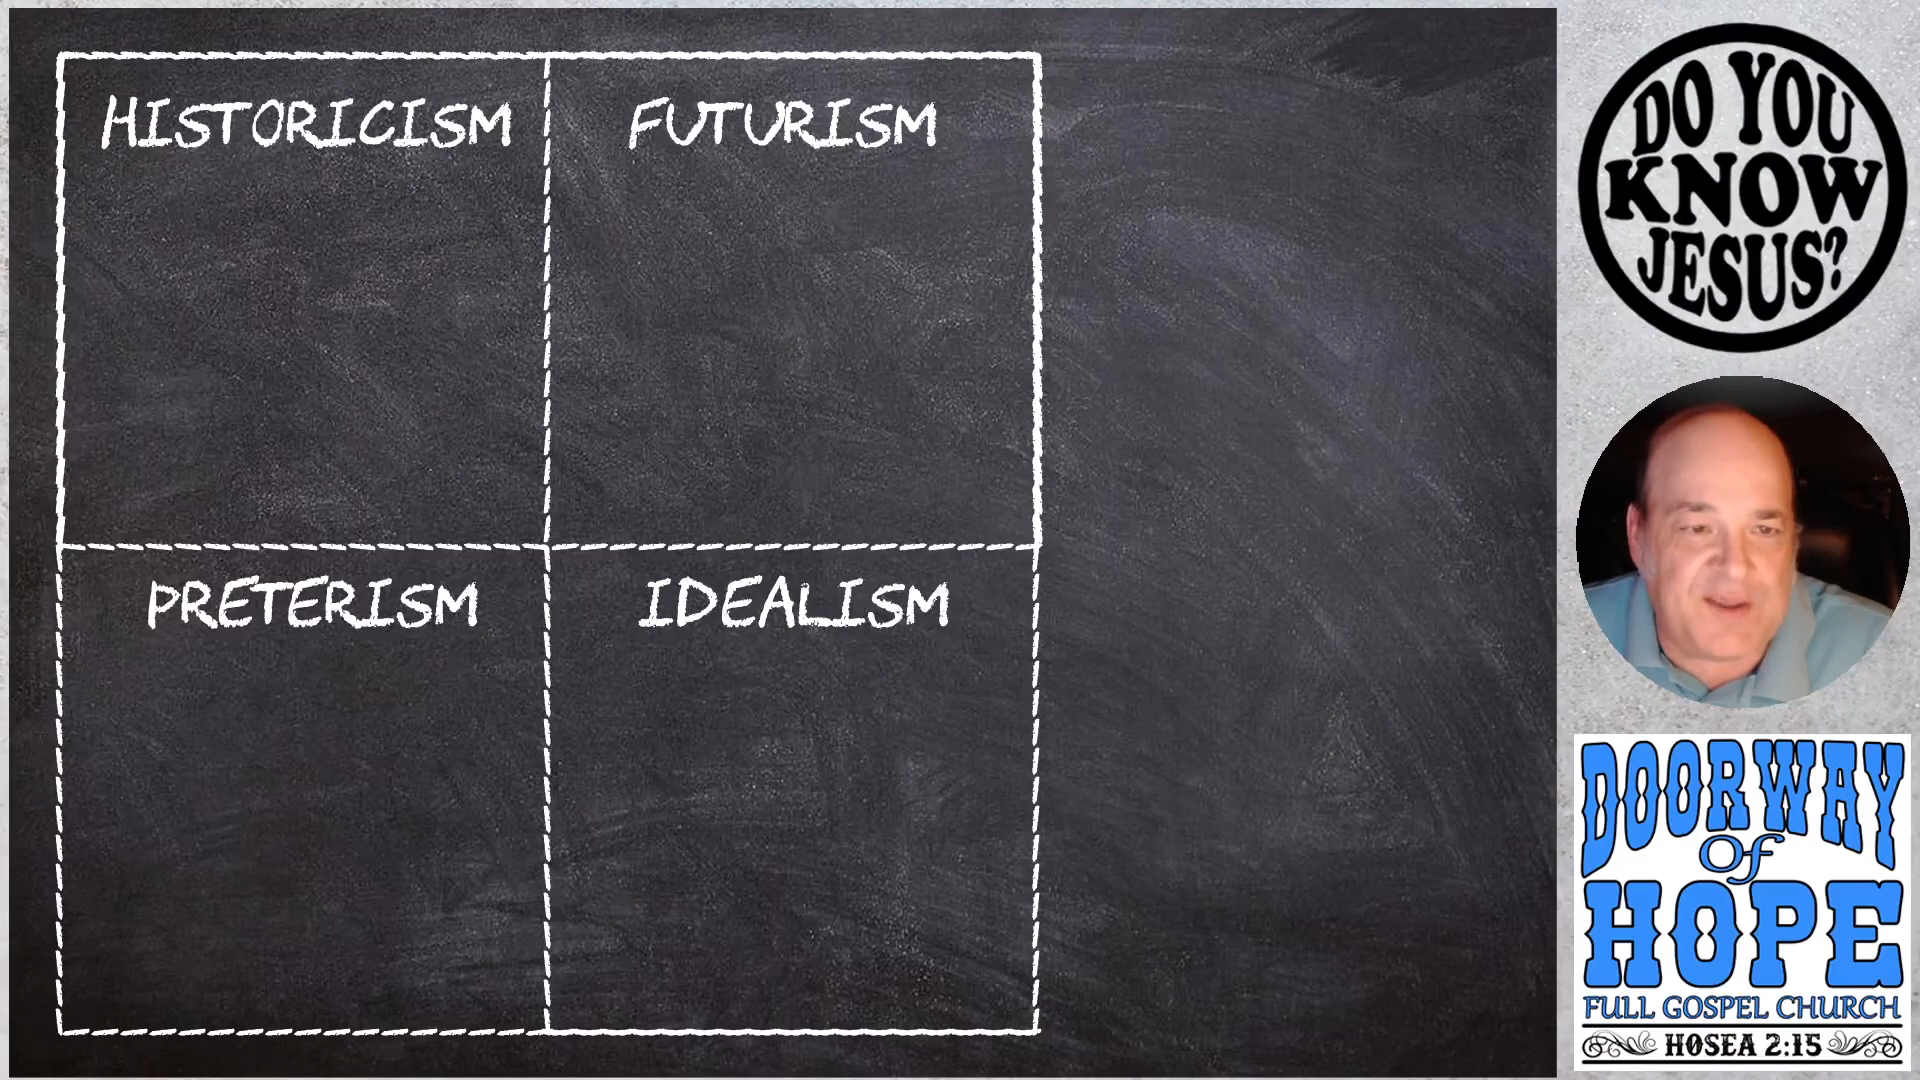 HISTORICISM
FUTURISM
PRETERISM
IDEALISM
DO YOU
KNOW
JESUS?
DOORWAY
Of
HOPE
FULL GOSPEL CHURCH
HOSEA 2:15